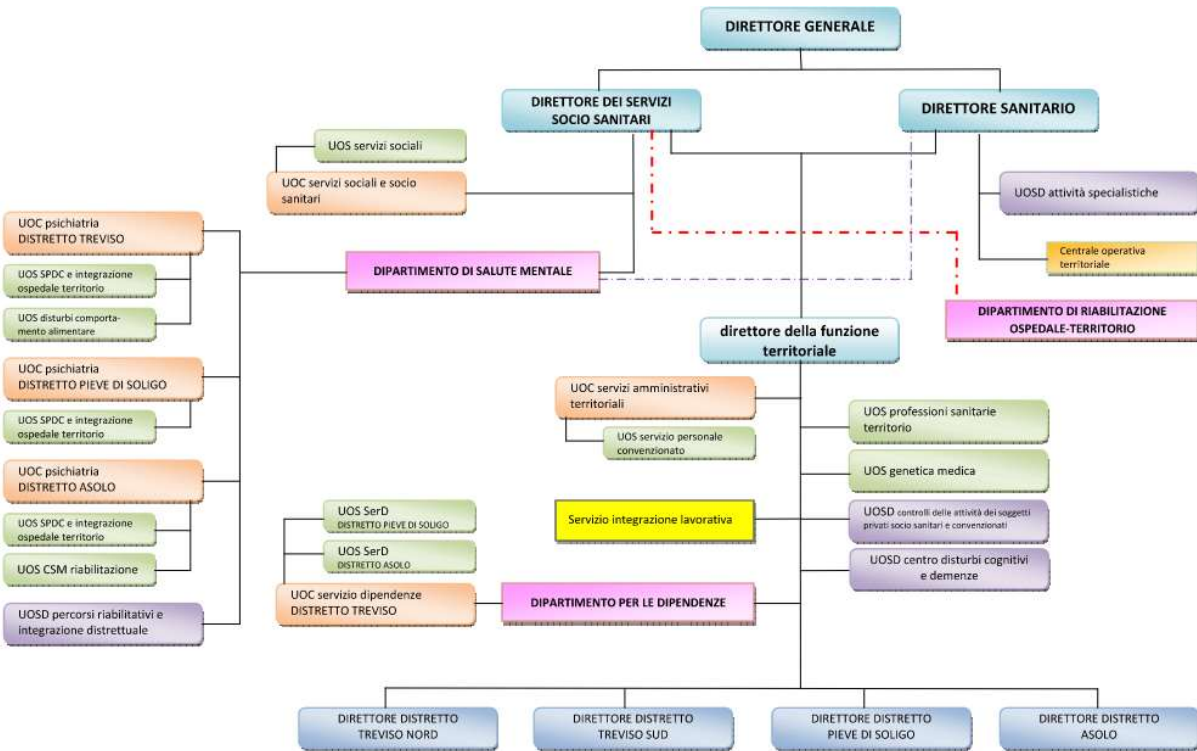 DIRETTORE GENERALE
DIRETTORE DEI SERVIZI
SOCIO SANITARI
DIRETTORE SANITARIO
UOS servizi sociali
UOC servizi sociali e socio
sanitari
UOSD attività specialistiche
Centrale operativa
territoriale
UOC psichiatria
DISTRETTO TREVISO
UOS SPDC e integrazione
ospedale territorio
UOS disturbi comporta-
mento alimentare
UOC psichiatria
DISTRETTO PIEVE DI SOLIGO
UOS SPDC e integrazione
ospedale territorio
UOC psichiatria
DISTRETTO ASOLO
UOS SPDC e integrazione
ospedale territorio
UOS CSM riabilitazione
UOSD percorsi riabilitativi e
integrazione distrettuale
DIPARTIMENTO DI SALUTE MENTALE
DIPARTIMENTO DI RIABILITAZIONE
OSPEDALE-TERRITORIO
direttore della funzione
territoriale
UOC servizi amministrativi
territoriali
UOS servizio personale
convenzionato
UOS professioni sanitarie
territorio
UOS genetica medica
Servizio integrazione lavorativa
UOSD controlli delle attività dei soggetti
privati socio sanitari e convenzionati
UOSD centro disturbi cognitivi
e demenze
UOS SerD
DISTRETTO PIEVE DI SOLIGO
UOS SerD
DISTRETTO ASOLO
UOC servizio dipendenze
DISTRETTO TREVISO
DIPARTIMENTO PER LE DIPENDENZE
DIRETTORE DISTRETTO
TREVISO NORD
DIRETTORE DISTRETTO
TREVISO SUD
DIRETTORE DISTRETTO
PIEVE DI SOLIGO
DIRETTORE DISTRETTO
ASOLO